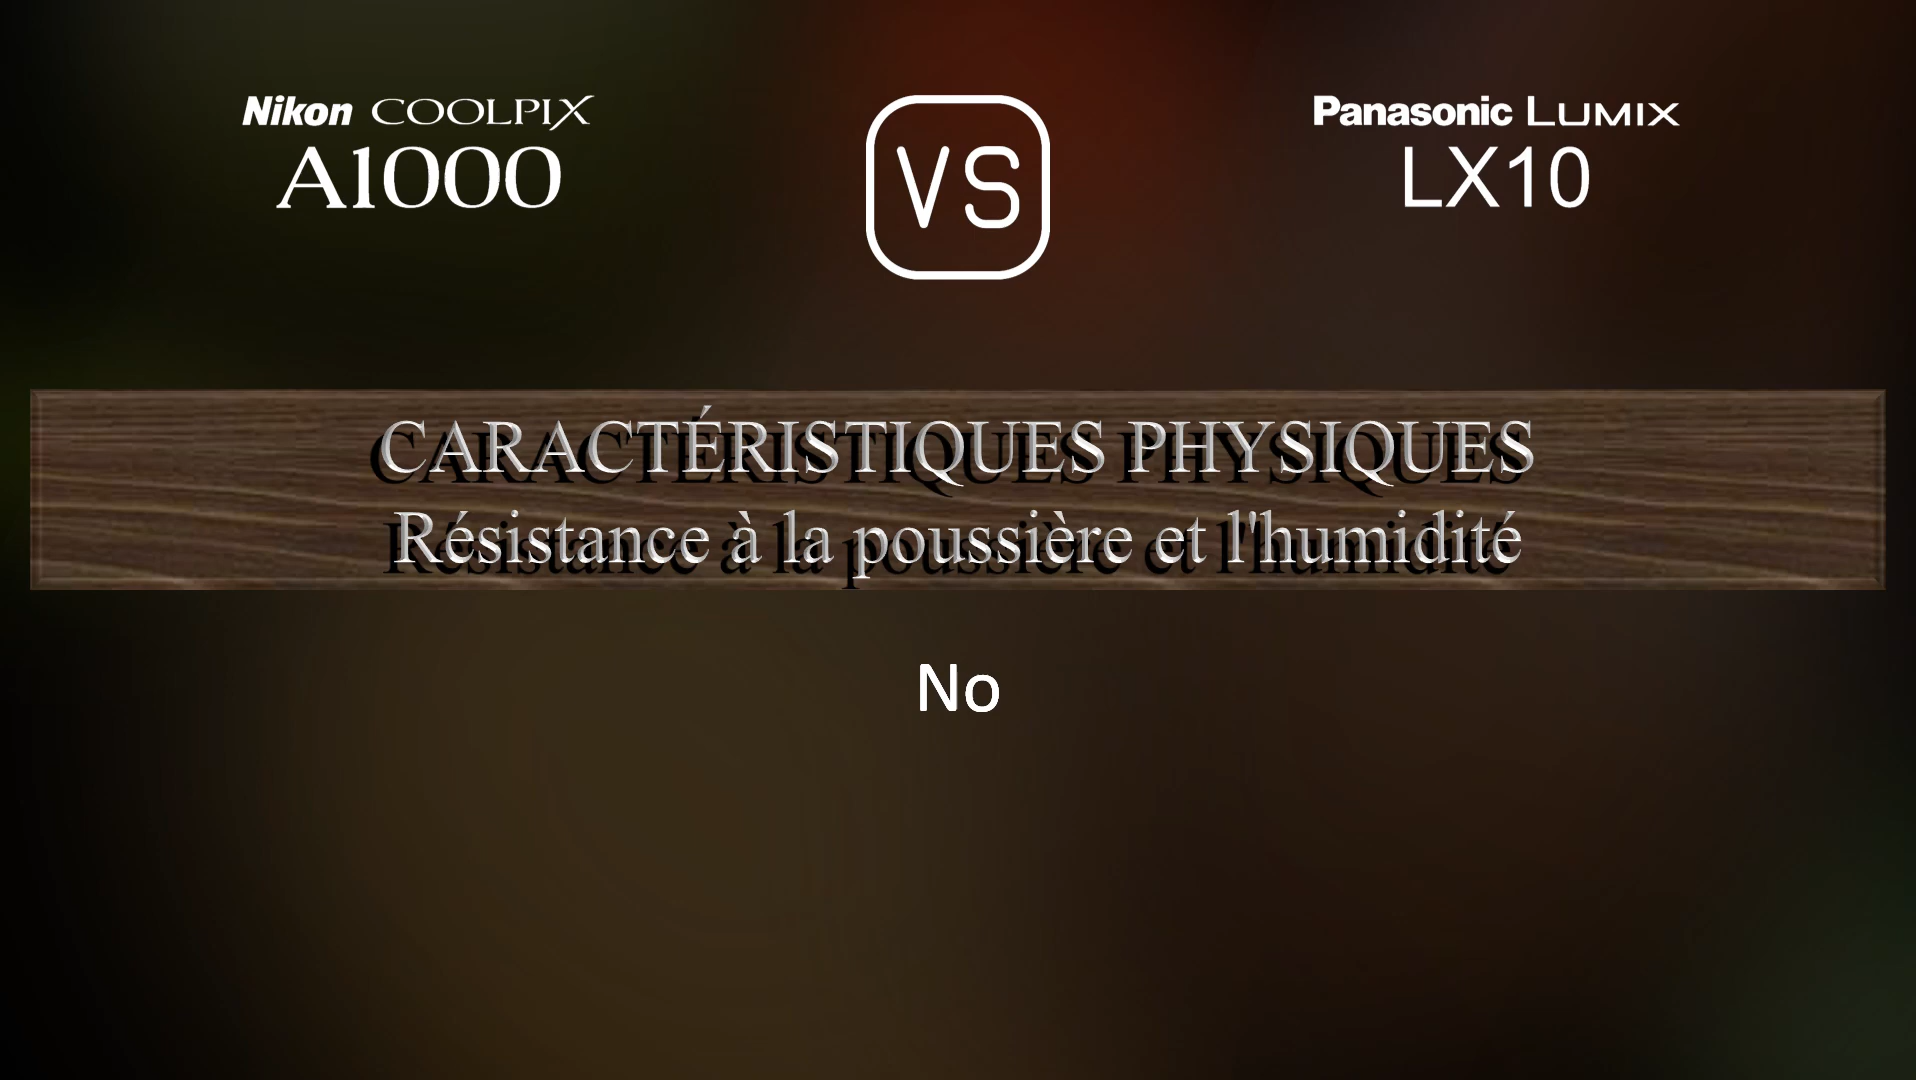 Nikon COOLPIX
A1000
VS
Panasonic LUMIX
LX10
CARACTÉRISTIQUES PHYSIQUES
Résistance à la poussière et l'humidité
No